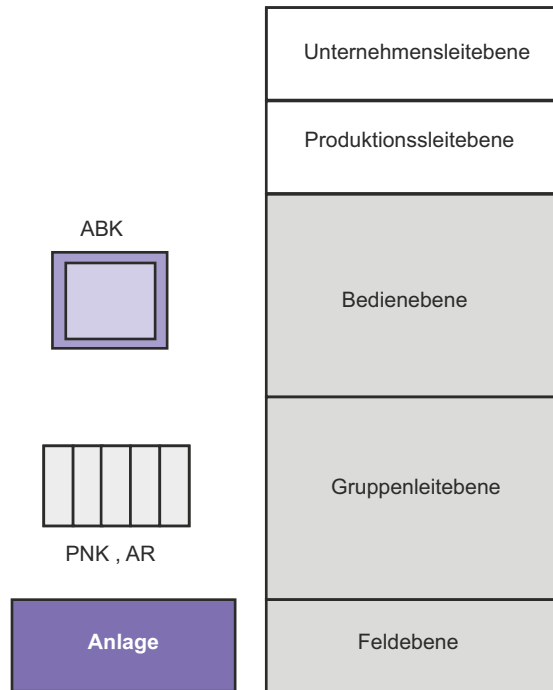 Unternehmensleitebene
Produktionssleitebene
ABK
Bedienebene
Gruppenleitebene
PNK , AR
Anlage
Feldebene